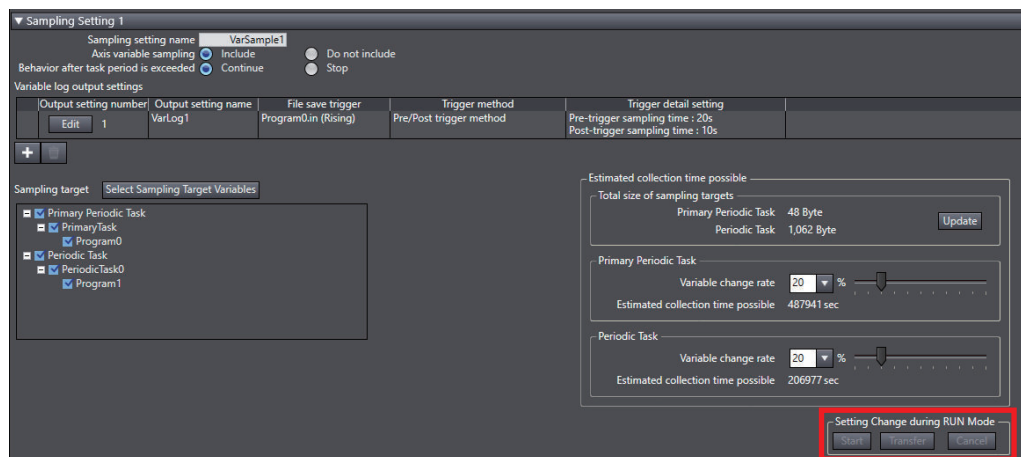 ▼ Sampling Setting 1
Sampling setting name VarSample1
Axis variable sampling Include Do not include
Behavior after task period is exceeded Continue Stop
Variable log output settings
Output setting number Output setting name File save trigger Trigger method Trigger detail setting
Edit 1 VarLog1 Program0.in (Rising) Pre/Post trigger method Pre-trigger sampling time : 20s
Post-trigger sampling time : 10s
+
Sampling target Select Sampling Target Variables
Primary Periodic Task
PrimaryTask
Program0
Periodic Task
PeriodicTask0
Program1
Estimated collection time possible
Total size of sampling targets
Primary Periodic Task 48 Byte
Periodic Task 1,062 Byte
Update
Primary Periodic Task
Variable change rate 20 %
Estimated collection time possible 487941 sec
Periodic Task
Variable change rate 20 %
Estimated collection time possible 206977 sec
Setting Change during RUN Mode
Start Transfer Cancel